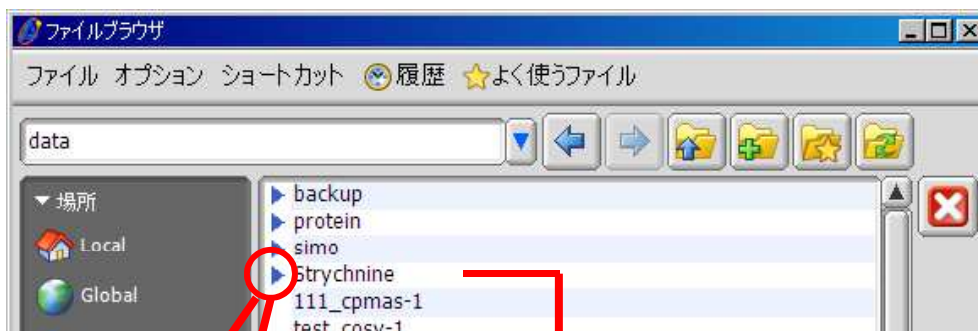 ファイルブラウザ
ファイル オプション ショートカット 履歴 よく使うファイル
data
場所
Local
Global
backup
protein
simo
Strychnine
111_cpmas-1
test_cosy-1